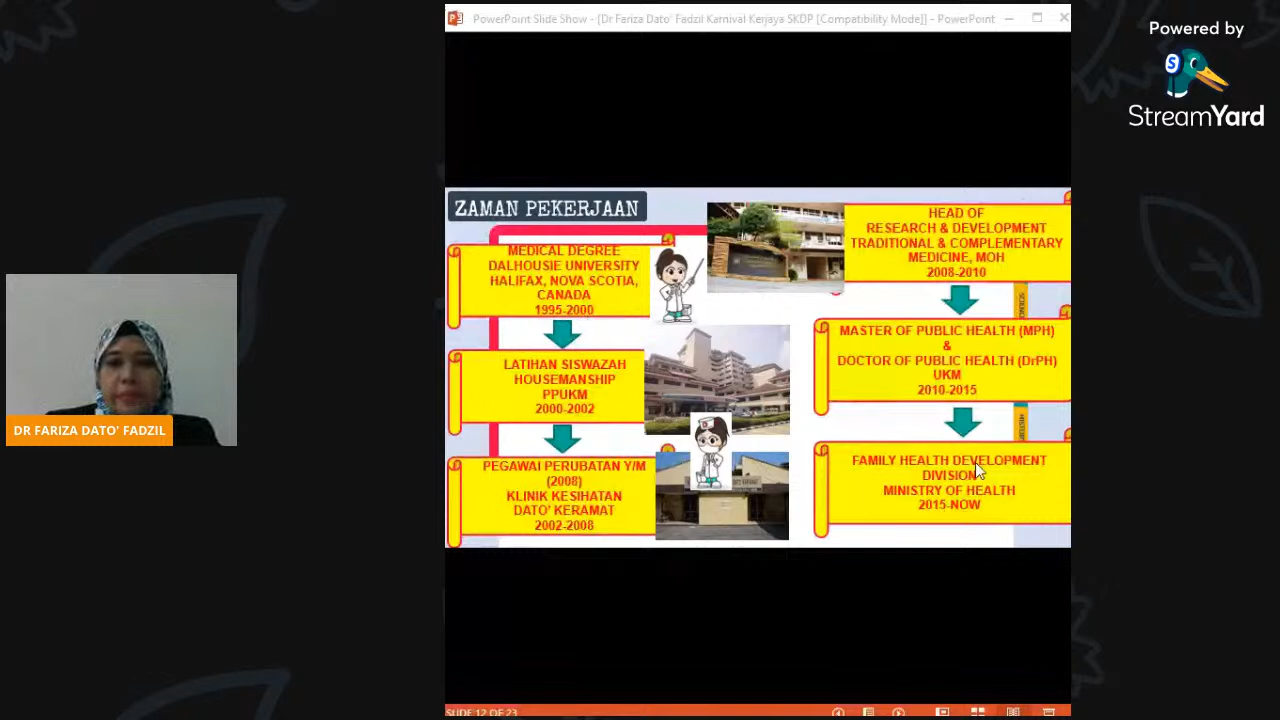 PowerPoint Slide Show - [Dr Fariza Dato' Fadzil Karnival Kerjaya SKDP [Compatibility Mode]] - PowerPoint
Powered by
StreamYard
ZAMAN PEKERJAAN
MEDICAL DEGREE
DALHOUSIE UNIVERSITY
HALIFAX, NOVA SCOTIA,
CANADA
1995-2000
LATIHAN SISWAZAH
HOUSEMANSHIP
PPUKM
2000-2002
PEGAWAI PERUBATAN Y/M
(2008)
KLINIK KESIHATAN
DATO' KERAMAT
2002-2008
HEAD OF
RESEARCH & DEVELOPMENT
TRADITIONAL & COMPLEMENTARY
MEDICINE, MOH
2008-2010
MASTER OF PUBLIC HEALTH (MPH)
&
DOCTOR OF PUBLIC HEALTH (DrPH)
UKM
2010-2015
FAMILY HEALTH DEVELOPMENT
DIVISION
MINISTRY OF HEALTH
2015-NOW
DR FARIZA DATO' FADZIL
SLIDE 12 OF 23